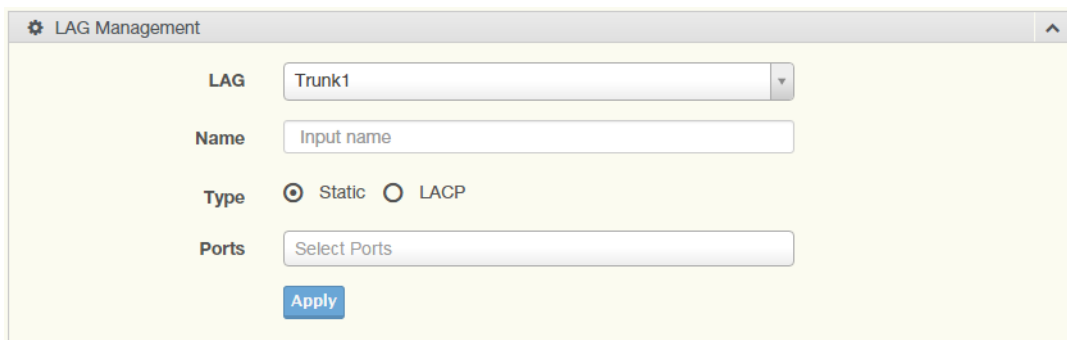 LAG Management
LAG Trunk1
Name Input name
Type Static LACP
Ports Select Ports
Apply